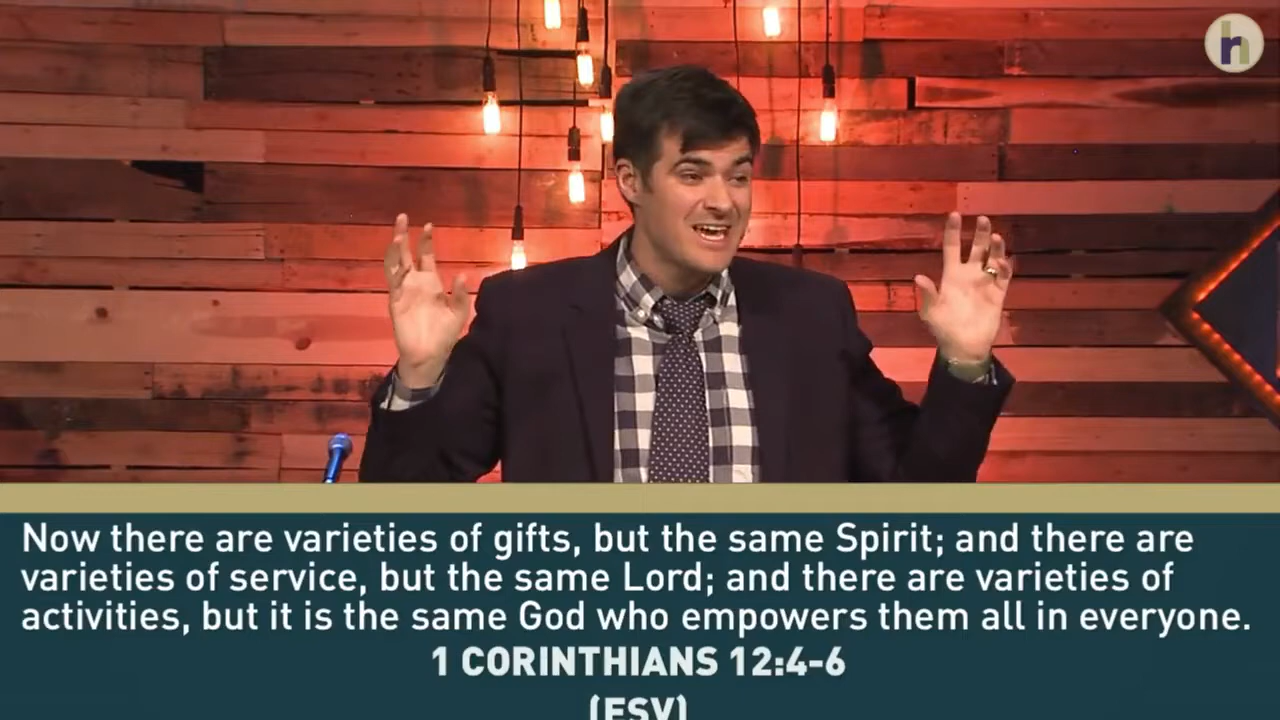 hr
Now there are varieties of gifts, but the same Spirit; and there are
varieties of service, but the same Lord; and there are varieties of
activities, but it is the same God who empowers them all in everyone.
1 CORINTHIANS 12:4-6
(ESV)